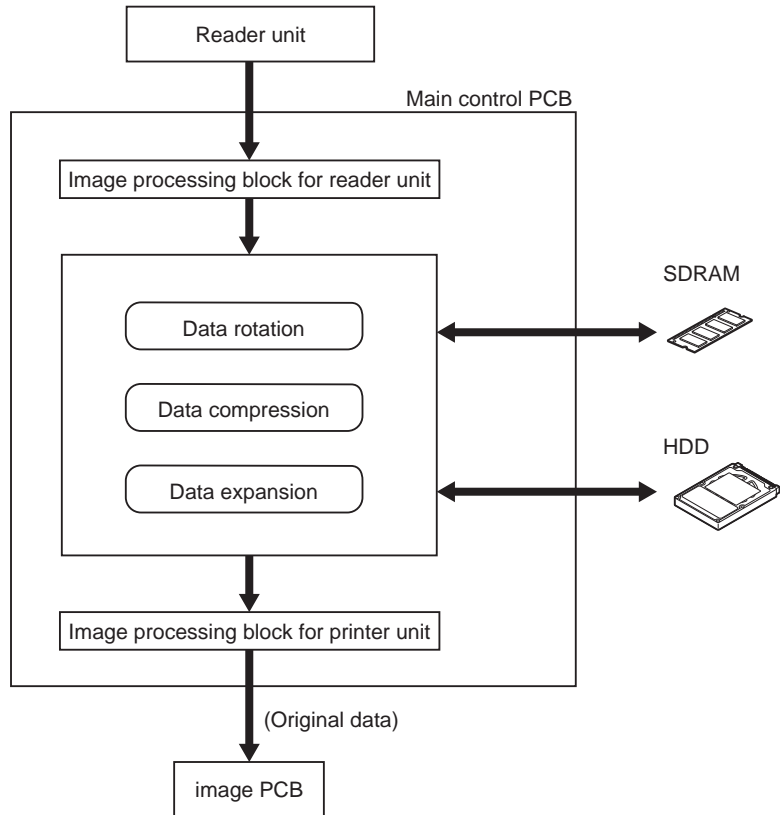 Reader unit
Main control PCB
Image processing block for reader unit
SDRAM
Data rotation
Data compression
HDD
Data expansion
Image processing block for printer unit
(Original data)
image PCB